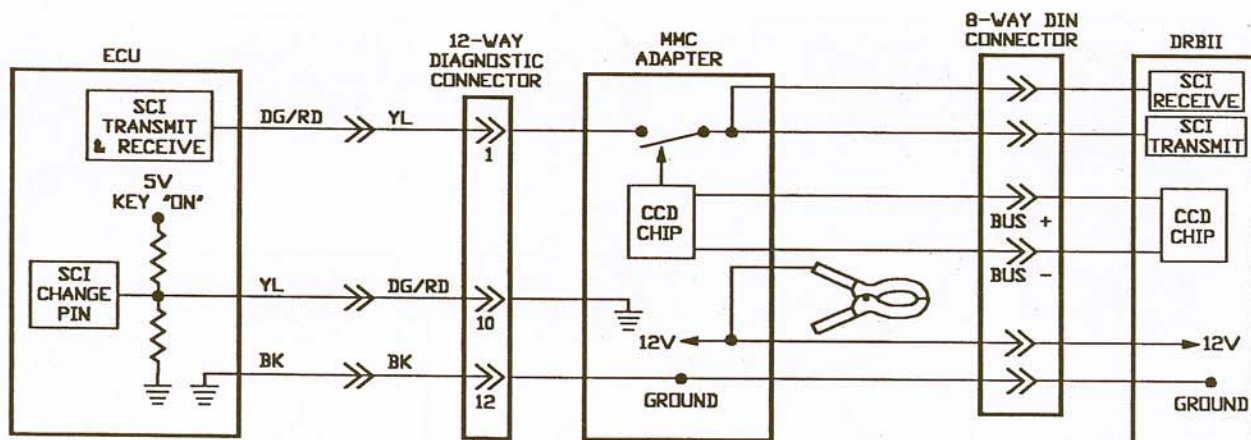 ECU
12-WAY
DIAGNOSTIC
CONNECTOR
MMC
ADAPTER
8-WAY DIN
CONNECTOR
DRBII
SCI
TRANSMIT
& RECEIVE
DG/RD
YL
1
SCI
RECEIVE
SCI
TRANSMIT
5V
KEY "ON"
CCD
CHIP
BUS +
BUS -
CCD
CHIP
SCI
CHANGE
PIN
YL
DG/RD
10
12V
12V
BK
BK
12
GROUND
GROUND